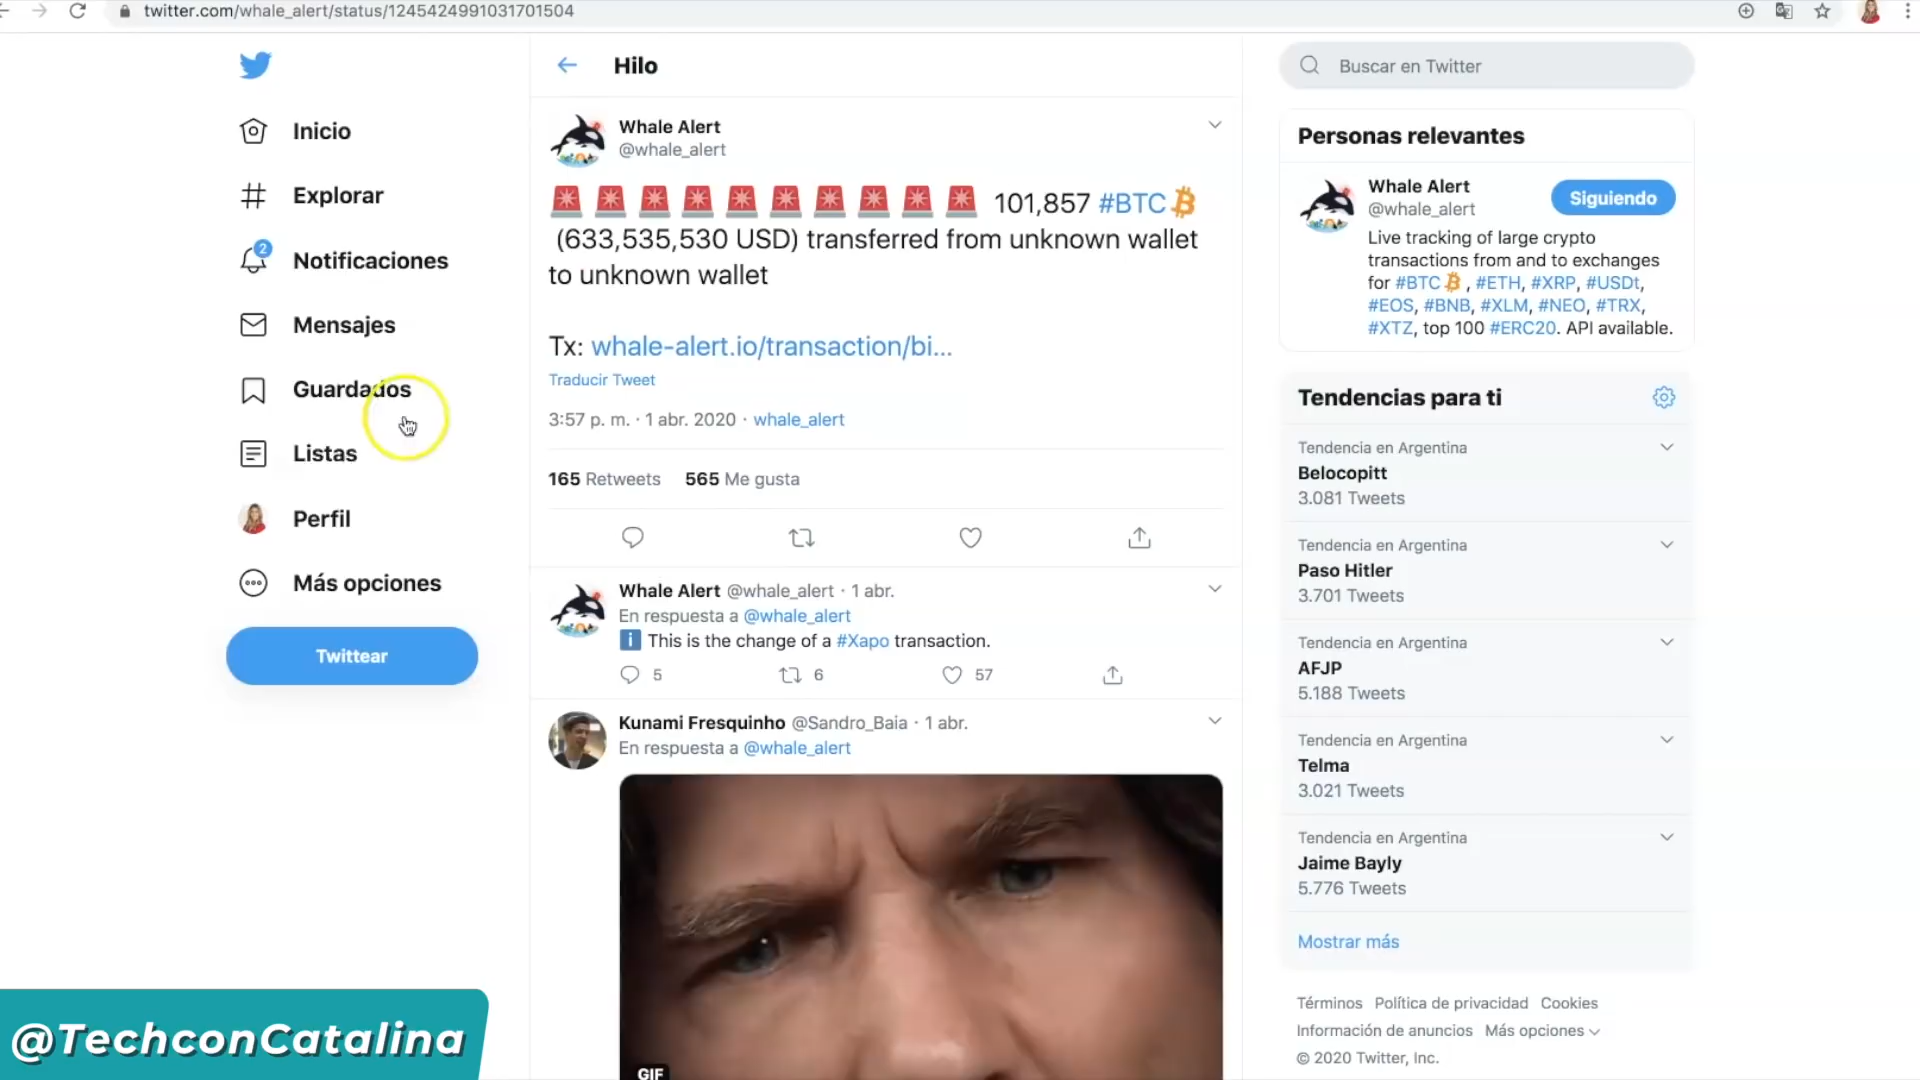 twitter.com/whale_alert/status/1245424991031701504
Inicio
Explorar
2
Notificaciones
Mensajes
Guardados
Listas
Perfil
Más opciones
Twittear
@TechconCatalina
Hilo
Whale Alert
@whale_alert
101,857 #BTC
(633,535,530 USD) transferred from unknown wallet
to unknown wallet
Tx: whale-alert.io/transaction/bi...
Traducir Tweet
3:57 p. m. · 1 abr. 2020 · whale_alert
165 Retweets 565 Me gusta
Whale Alert @whale_alert · 1 abr.
En respuesta a @whale_alert
This is the change of a #Xapo transaction.
5 6 57
Kunami Fresquinho @Sandro_Baia · 1 abr.
En respuesta a @whale_alert
GIF
Buscar en Twitter
Personas relevantes
Whale Alert
@whale_alert
Siguiendo
Live tracking of large crypto
transactions from and to exchanges
for #BTC , #ETH, #XRP, #USDt,
#EOS, #BNB, #XLM, #NEO, #TRX,
#XTZ, top 100 #ERC20. API available.
Tendencias para ti
Tendencia en Argentina
Belocopitt
3.081 Tweets
Tendencia en Argentina
Paso Hitler
3.701 Tweets
Tendencia en Argentina
AFJP
5.188 Tweets
Tendencia en Argentina
Telma
3.021 Tweets
Tendencia en Argentina
Jaime Bayly
5.776 Tweets
Mostrar más
Términos Política de privacidad Cookies
Información de anuncios Más opciones
© 2020 Twitter, Inc.